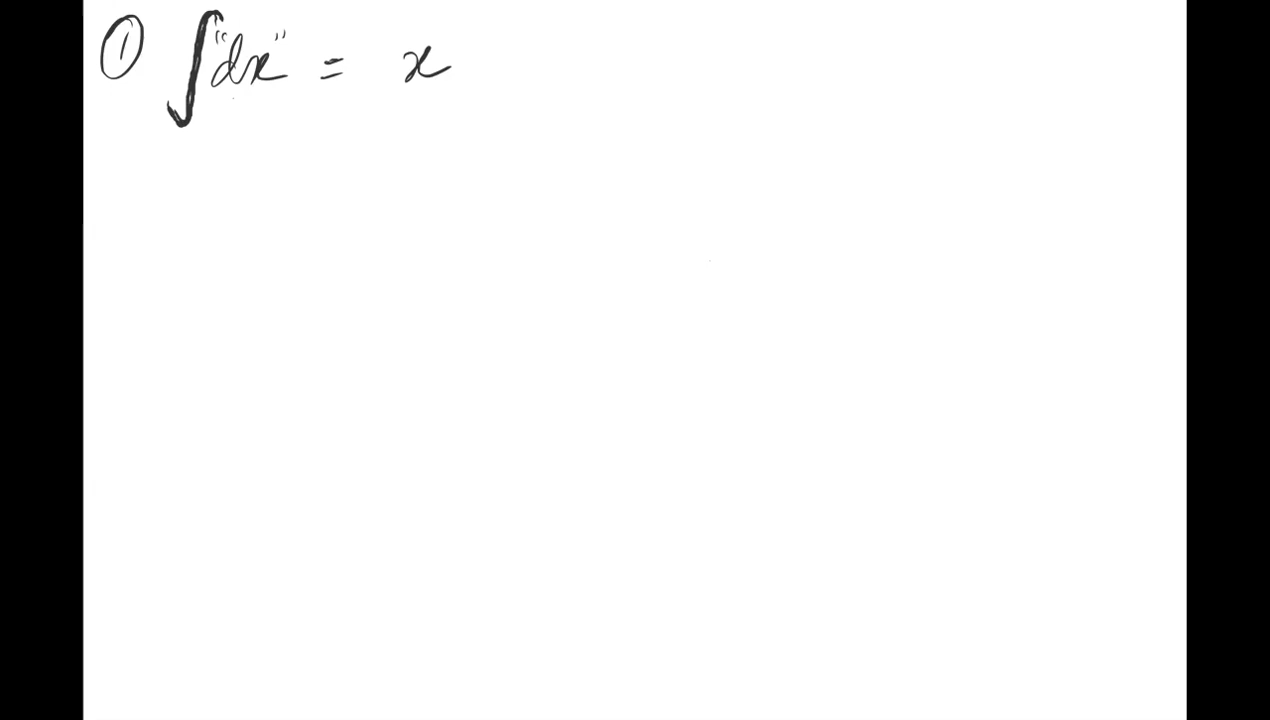 ① ∫"dx" = x